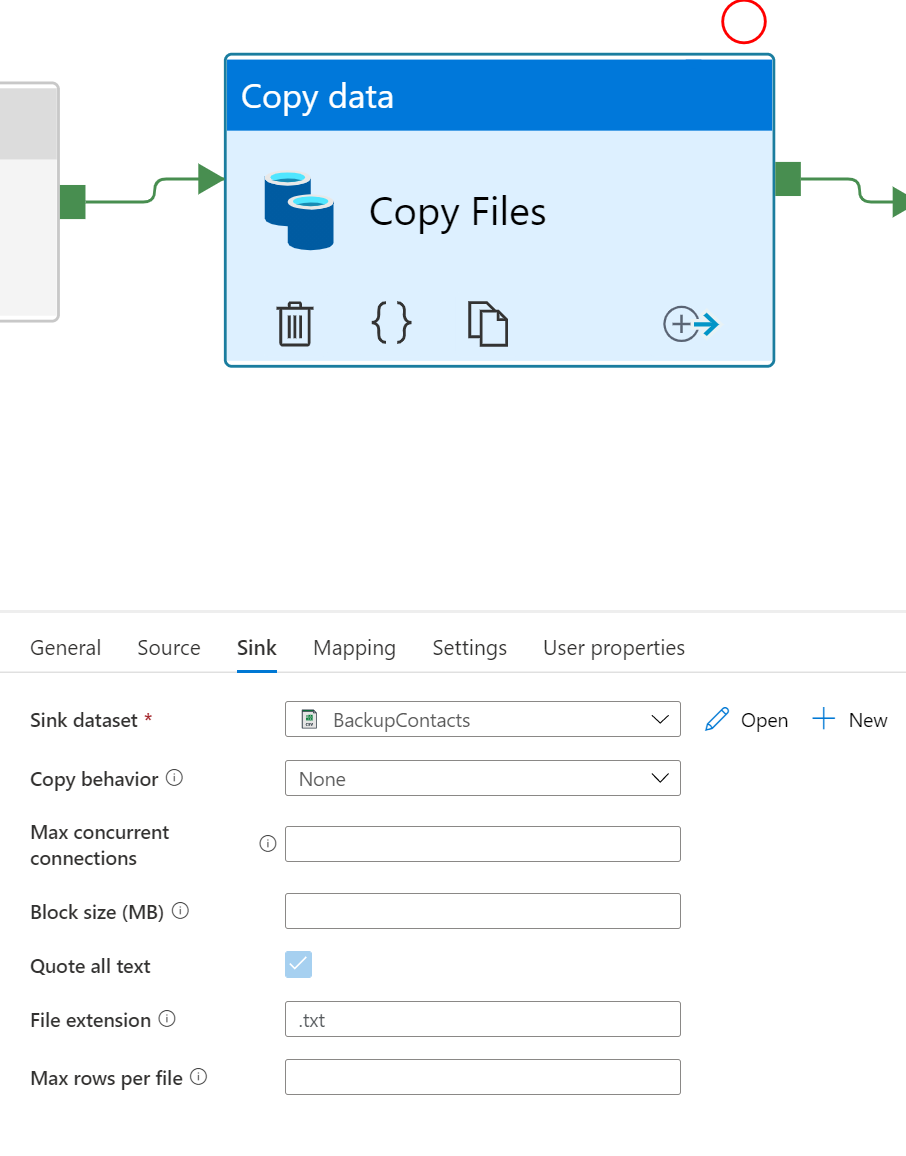 Copy data
Copy Files
General Source Sink Mapping Settings User properties
Sink dataset * BackupContacts Open New
Copy behavior None
Max concurrent
connections
Block size (MB)
Quote all text
File extension .txt
Max rows per file